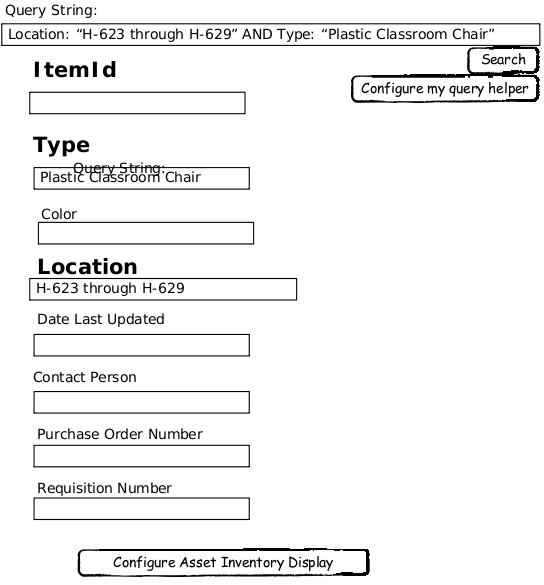 Query String:
Location: “H-623 through H-629” AND Type: “Plastic Classroom Chair”
Search
ItemId
Configure my query helper
Type
Query String:
Plastic Classroom Chair
Color
Location
H-623 through H-629
Date Last Updated
Contact Person
Purchase Order Number
Requisition Number
Configure Asset Inventory Display